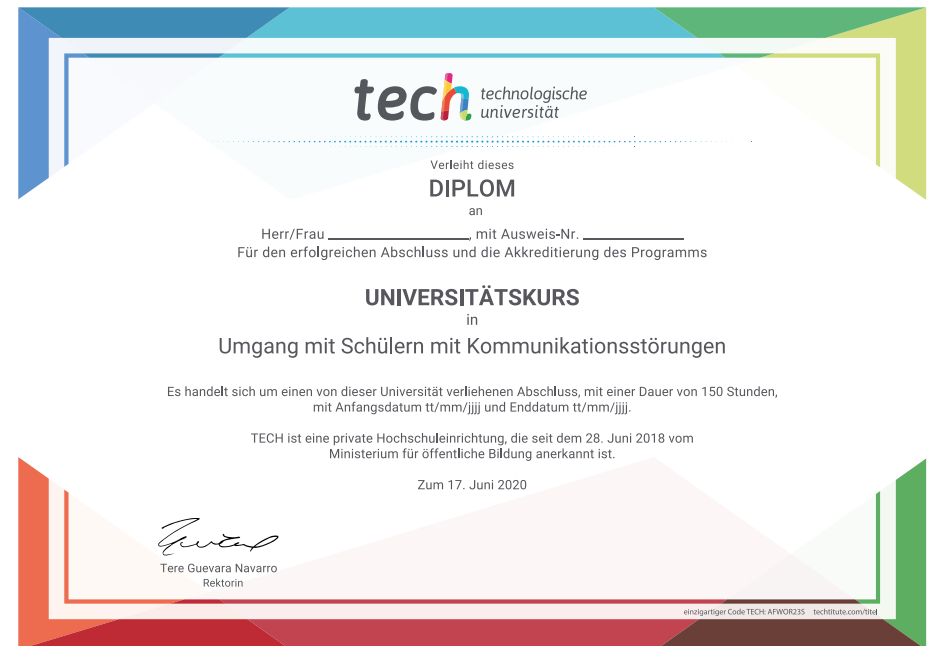 tech technologische
universität
Verleiht dieses
DIPLOM
an
Herr/Frau ____________________, mit Ausweis-Nr. ______________
Für den erfolgreichen Abschluss und die Akkreditierung des Programms
UNIVERSITÄTSKURS
in
Umgang mit Schülern mit Kommunikationsstörungen
Es handelt sich um einen von dieser Universität verliehenen Abschluss, mit einer Dauer von 150 Stunden,
mit Anfangsdatum tt/mm/jjjj und Enddatum tt/mm/jjjj.
TECH ist eine private Hochschuleinrichtung, die seit dem 28. Juni 2018 vom
Ministerium für öffentliche Bildung anerkannt ist.
Zum 17. Juni 2020
Tere Guevara Navarro
Rektorin
einzigartiger Code TECH: AFWOR23S techtitute.com/titel